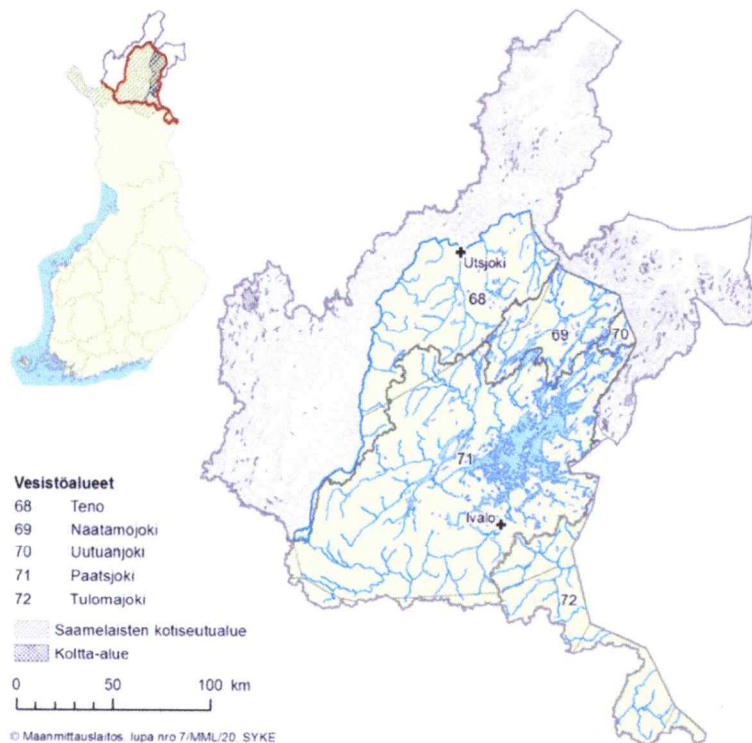 Utsjoki
68
69
70
71
Ivalo
72
Vesistöalueet
68 Teno
69 Näätämöjoki
70 Uutuanjoki
71 Paatsjoki
72 Tulomajoki
Saamelaisten kotiseutualue
Koltta-alue
0 50 100 km
© Maanmittauslaitos lupa nro 7/MML/20 SYKE